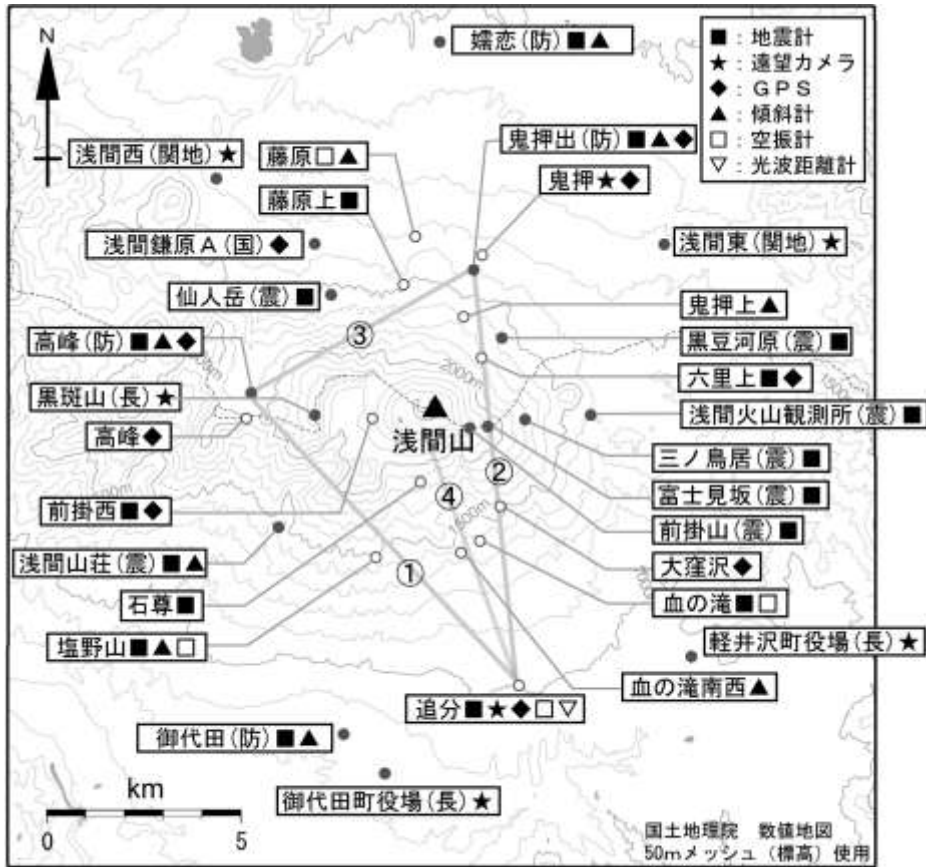 N
嬬恋(防)■▲
■：地震計
★：遠望カメラ
◆：GPS
▲：傾斜計
□：空振計
▽：光波距離計
浅間西(関地)★
藤原□▲
鬼押出(防)■▲◆
鬼押★◆
藤原上■
浅間鎌原A(国)◆
浅間東(関地)★
仙人岳(震)■
鬼押上▲
③
高峰(防)■▲◆
黒豆河原(震)■
2000m
六里上■◆
1500m
黒斑山(長)★
浅間火山観測所(震)■
高峰◆
浅間山
三ノ鳥居(震)■
②
④
富士見坂(震)■
前掛西■◆
前掛山(震)■
浅間山荘(震)■▲
①
大窪沢◆
石尊■
血の滝■□
塩野山■▲□
軽井沢町役場(長)★
血の滝南西▲
追分■★◆□▽
御代田(防)■▲
km
0 5
御代田町役場(長)★
国土地理院 数値地図
50mメッシュ（標高）使用